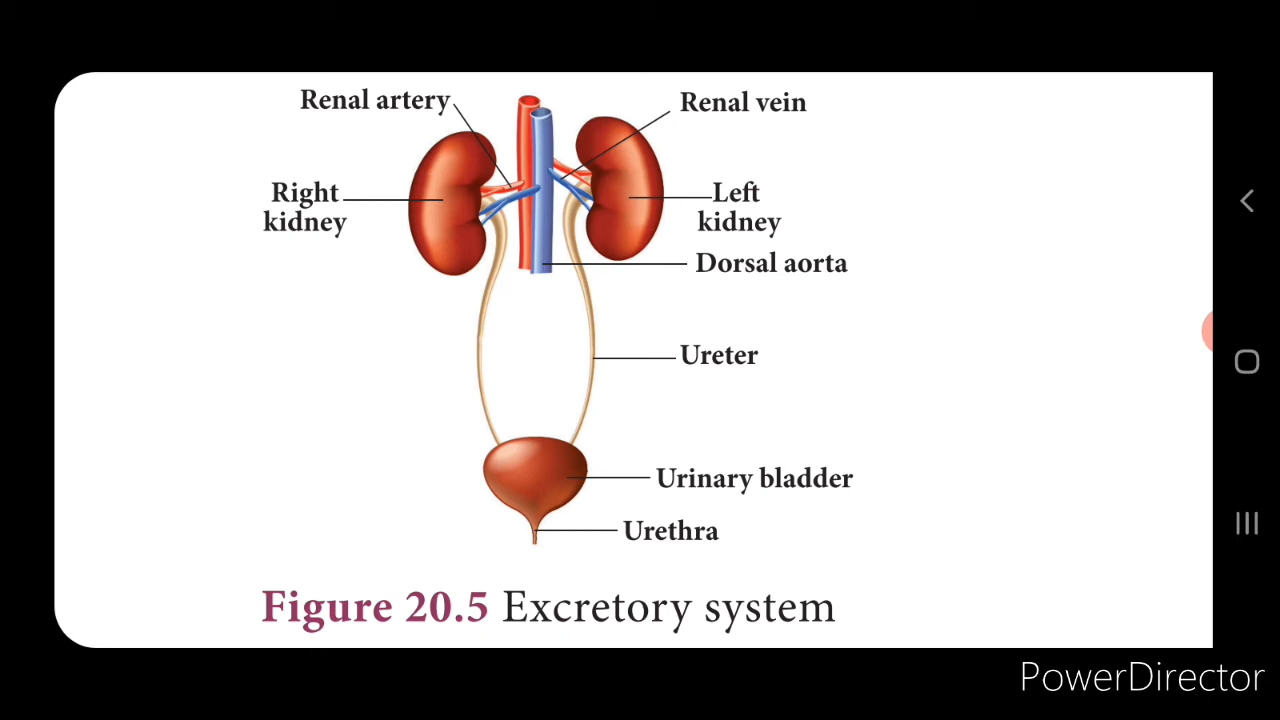 Renal artery
Renal vein
Right
kidney
Left
kidney
Dorsal aorta
Ureter
Urinary bladder
Urethra
Figure 20.5 Excretory system
PowerDirector